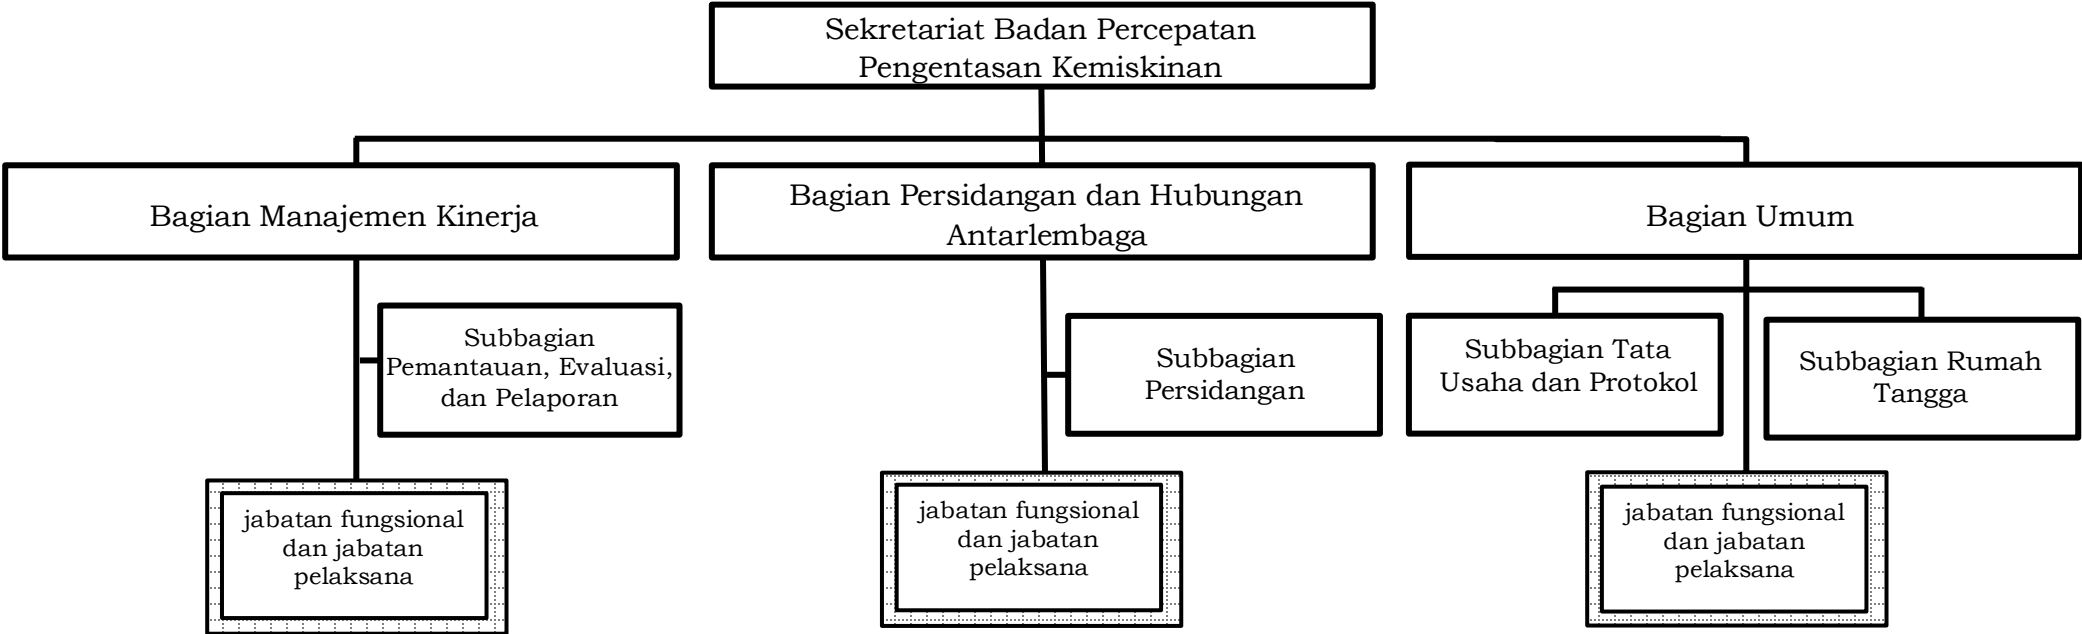 Sekretariat Badan Percepatan
Pengentasan Kemiskinan
Bagian Manajemen Kinerja
Bagian Persidangan dan Hubungan
Antarlembaga
Bagian Umum
Subbagian
Pemantauan, Evaluasi,
dan Pelaporan
Subbagian
Persidangan
Subbagian Tata
Usaha dan Protokol
Subbagian Rumah
Tangga
jabatan fungsional
dan jabatan
pelaksana
jabatan fungsional
dan jabatan
pelaksana
jabatan fungsional
dan jabatan
pelaksana